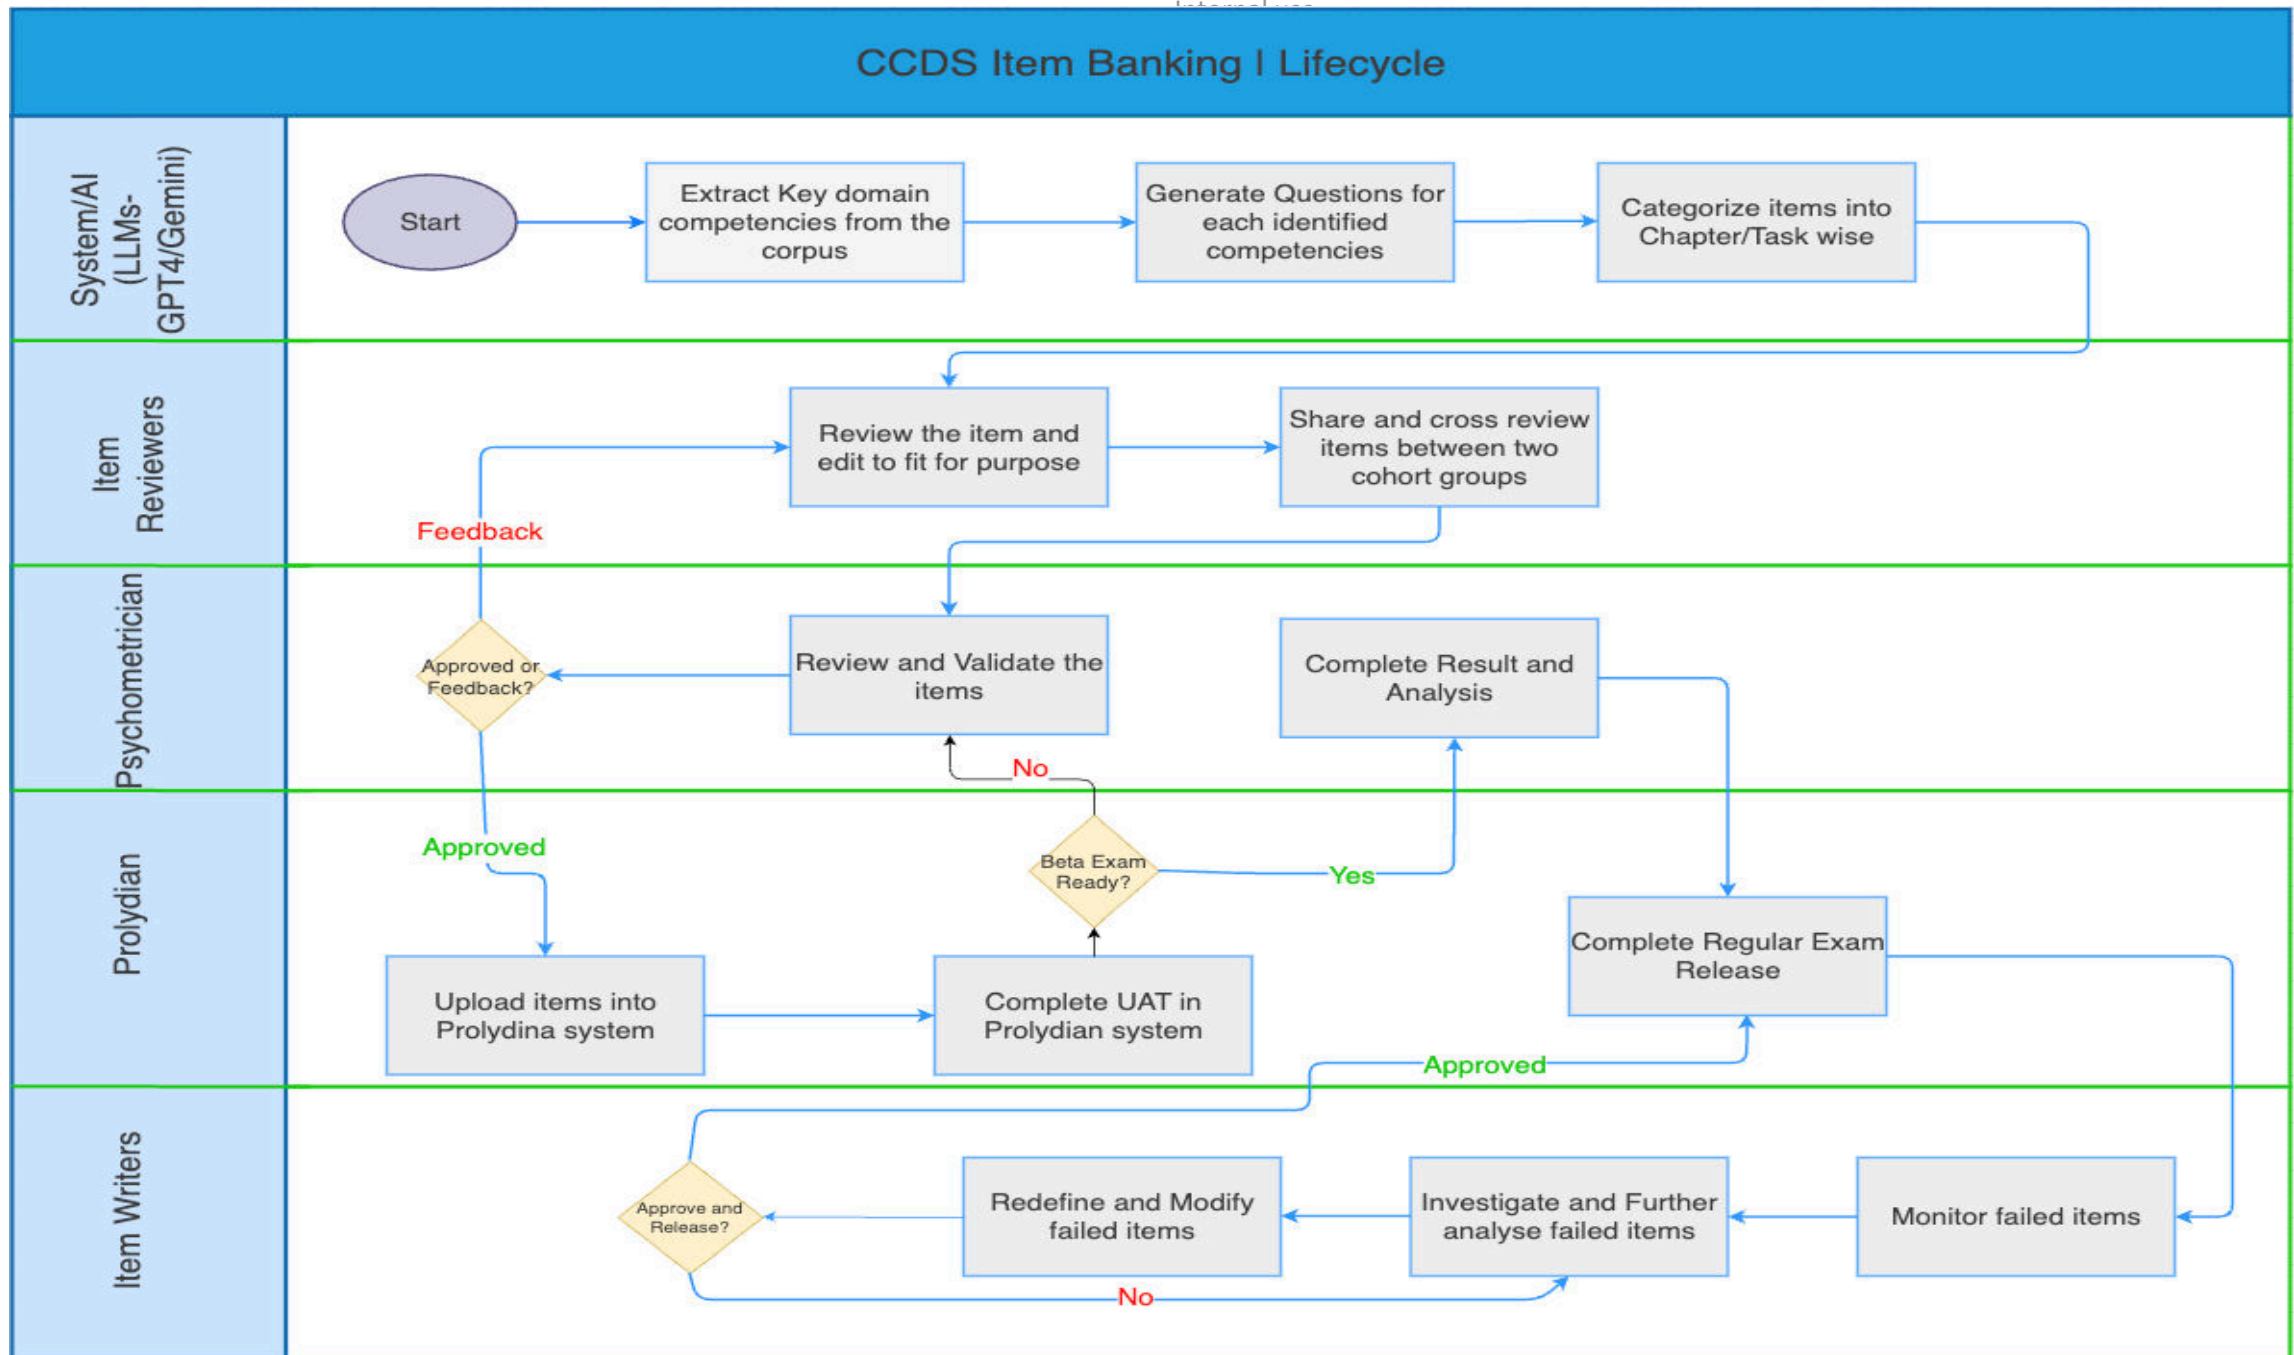 Internal use
CCDS Item Banking | Lifecycle
System/AI
(LLMs-
GPT4/Gemini)
Start
Extract Key domain
competencies from the
corpus
Generate Questions for
each identified
competencies
Categorize items into
Chapter/Task wise
Item
Reviewers
Review the item and
edit to fit for purpose
Share and cross review
items between two
cohort groups
Feedback
Psychometrician
Approved or
Feedback?
Review and Validate the
items
Complete Result and
Analysis
No
Prolydian
Approved
Beta Exam
Ready?
Yes
Complete Regular Exam
Release
Upload items into
Prolydina system
Complete UAT in
Prolydian system
Approved
Item Writers
Approve and
Release?
Redefine and Modify
failed items
Investigate and Further
analyse failed items
Monitor failed items
No